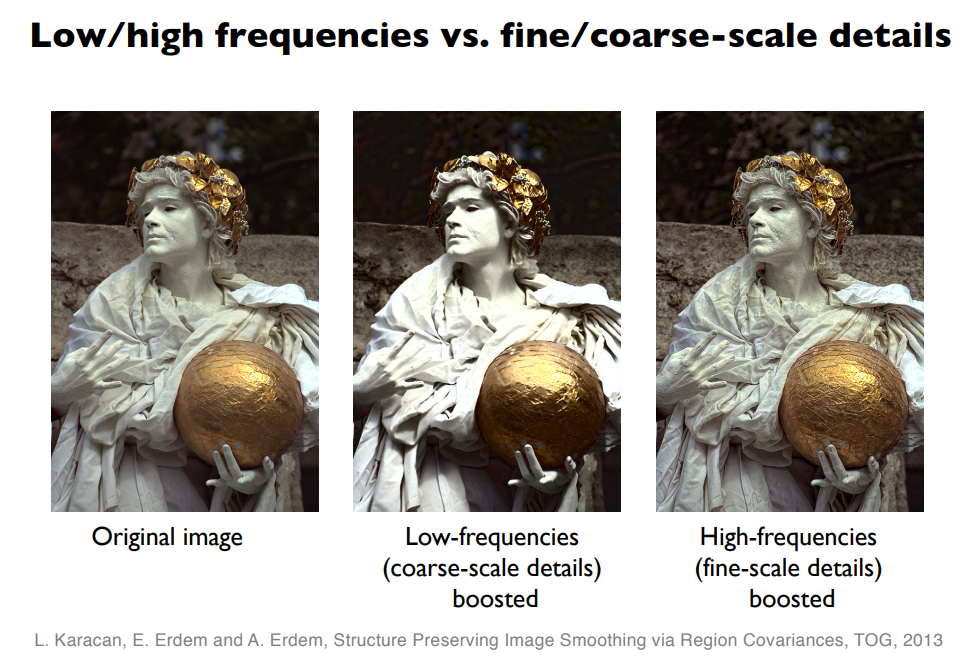 Low/high frequencies vs. fine/coarse-scale details
Original image
Low-frequencies
(coarse-scale details)
boosted
High-frequencies
(fine-scale details)
boosted
L. Karacan, E. Erdem and A. Erdem, Structure Preserving Image Smoothing via Region Covariances, TOG, 2013